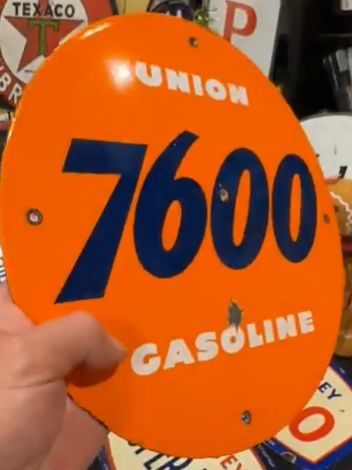 TEXACO
T
P
UNION
7600
GASOLINE